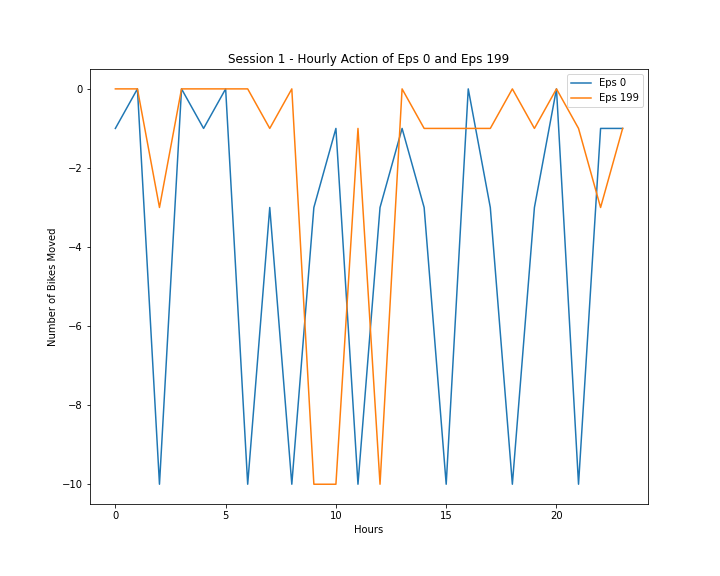 Session 1 - Hourly Action of Eps 0 and Eps 199
Eps 0
Eps 199
Number of Bikes Moved
0
−2
−4
−6
−8
−10
0 5 10 15 20
Hours